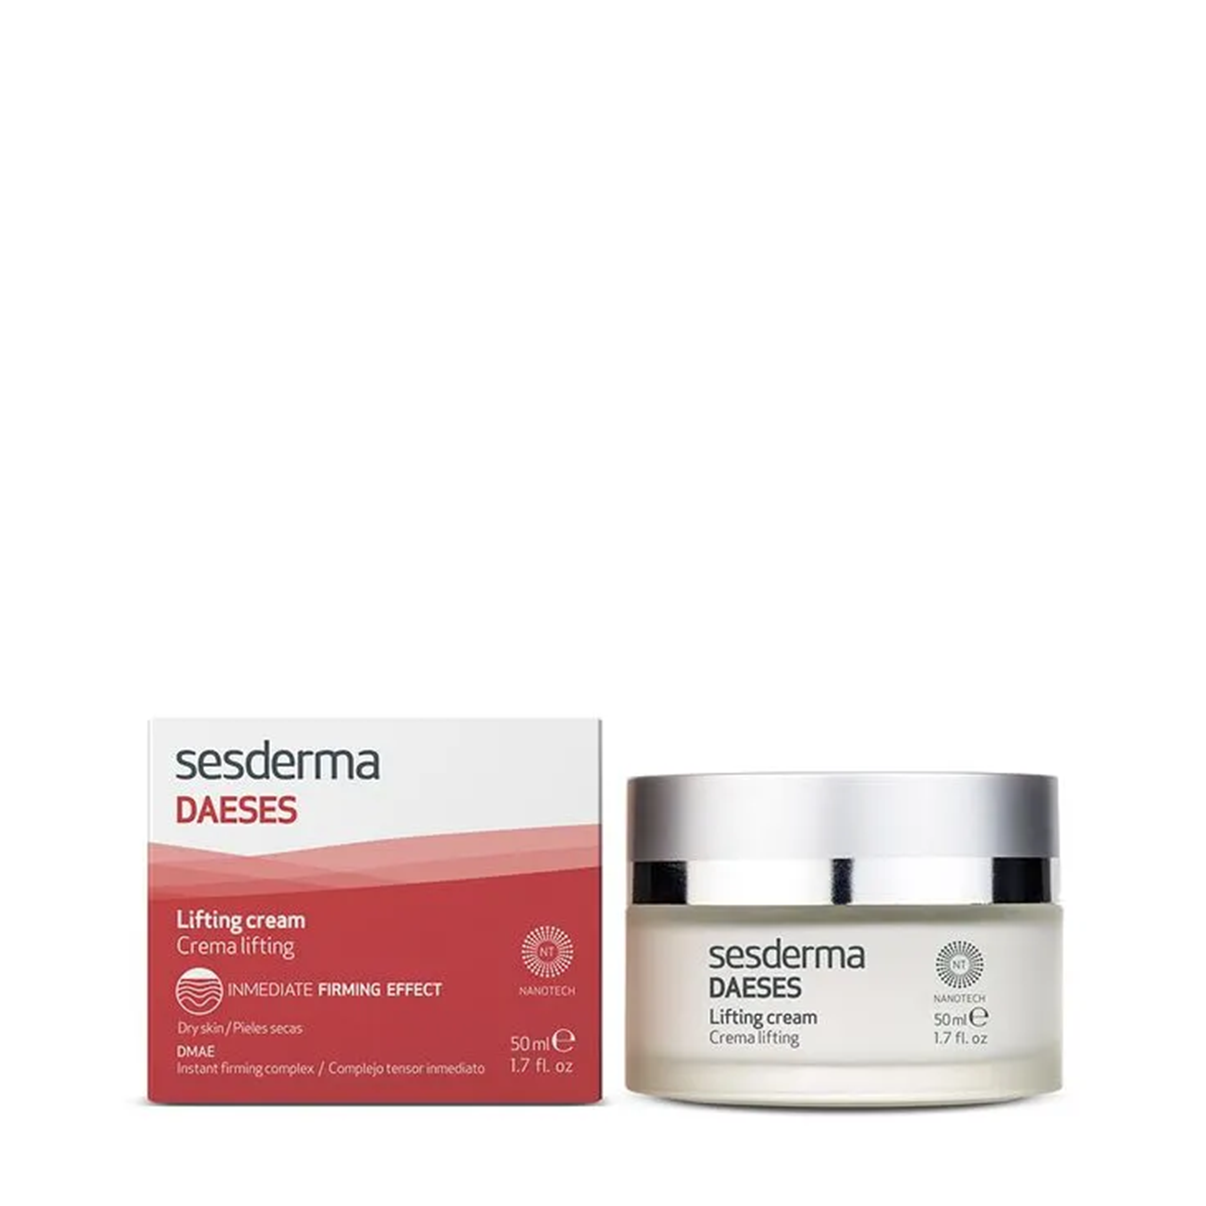 sesderma
DAESES
Lifting cream
Crema lifting
INMEDIATE FIRMING EFFECT
Dry skin / Pieles secas
DMAE
Instant firming complex / Complejo tensor inmediato
NT
NANOTECH
50 ml℮
1.7 fl. oz
sesderma
DAESES
Lifting cream
Crema lifting
NT
NANOTECH
50 ml℮
1.7 fl. oz